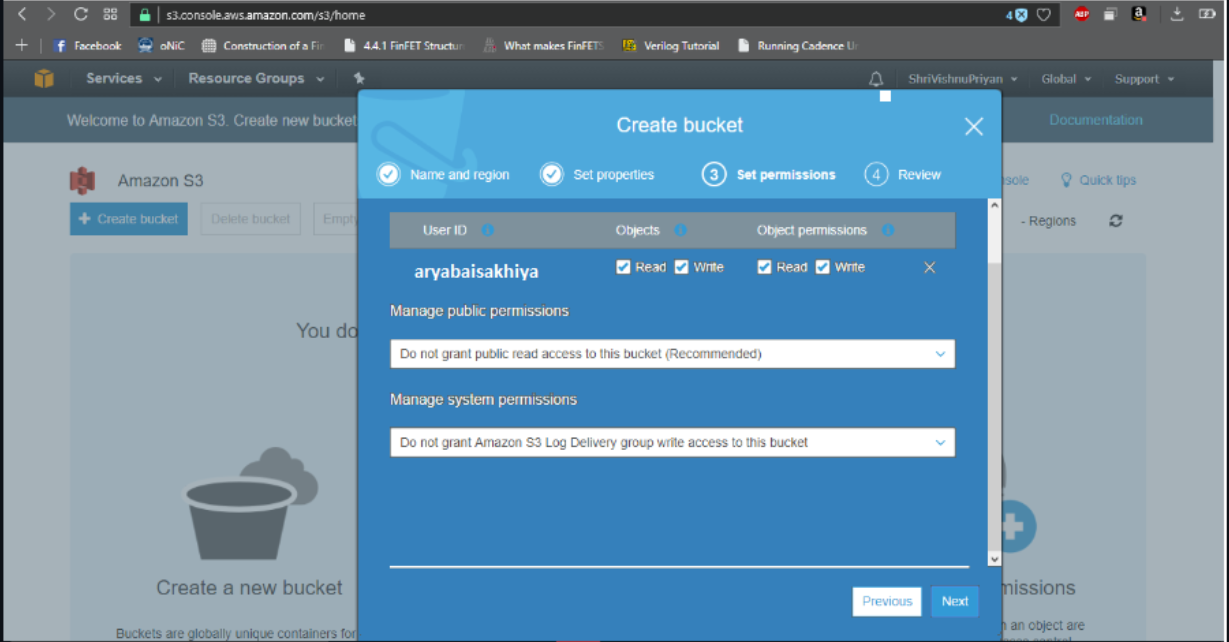 s3.console.aws.amazon.com/s3/home
4
ABP
a
Facebook oNiC Construction of a Fin 4.4.1 FinFET Structur What makes FinFETS Verilog Tutorial Running Cadence Ur
Services Resource Groups ShriVishnuPriyan Global Support
Welcome to Amazon S3. Create new bucket Documentation
Create bucket
Name and region Set properties 3 Set permissions 4 Review
Amazon S3 nsole Quick tips
+ Create bucket Delete bucket Empty - Regions
User ID Objects Object permissions
aryabaisakhiya Read Write Read Write
Manage public permissions
You do
Do not grant public read access to this bucket (Recommended)
Manage system permissions
Do not grant Amazon S3 Log Delivery group write access to this bucket
Create a new bucket missions
Previous Next
Buckets are globally unique containers for n an object are